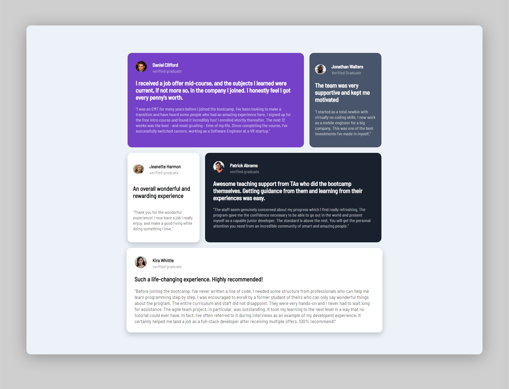 Daniel Clifford
Verified graduate
I received a job offer mid-course, and the subjects I learned were
current, if not more so, in the company I joined. I honestly feel I got
every penny's worth.
"I was an EMT for many years before I joined the bootcamp. I've been looking to make a
transition and have heard some people who had an amazing experience here. I signed up for
the free intro course and found it incredibly fun! I enrolled shortly thereafter. The next 12
weeks was the best - and most grueling - time of my life. Since completing the course, I've
successfully switched careers, working as a Software Engineer at a VR startup."
Jonathan Walters
Verified Graduate
The team was very
supportive and kept me
motivated
"I started as a total newbie with
virtually no coding skills. I now work
as a mobile engineer for a big
company. This was one of the best
investments I've made in myself."
Jeanette Harmon
Verified graduate
An overall wonderful and
rewarding experience
"Thank you for the wonderful
experience! I now have a job I really
enjoy, and make a good living while
doing something I love."
Patrick Abrams
Verified graduate
Awesome teaching support from TAs who did the bootcamp
themselves. Getting guidance from them and learning from their
experiences was easy.
"The staff seem genuinely concerned about my progress which I find really refreshing. The
program gave me the confidence necessary to be able to go out in the world and present
myself as a capable junior developer. The standard is above the rest. You will get the personal
attention you need from an incredible community of smart and amazing people."
Kira Whittle
Verified graduate
Such a life-changing experience. Highly recommended!
"Before joining the bootcamp, I've never written a line of code. I needed some structure from professionals who can help me
learn programming step by step. I was encouraged to enroll by a former student of theirs who can only say wonderful things
about the program. The entire curriculum and staff did not disappoint. They were very hands-on and I never had to wait long
for assistance. The agile team project, in particular, was outstanding. It took my learning to the next level in a way that no
tutorial could ever have. In fact, I've often referred to it during interviews as an example of my developent experience. It
certainly helped me land a job as a full-stack developer after receiving multiple offers. 100% recommend!"